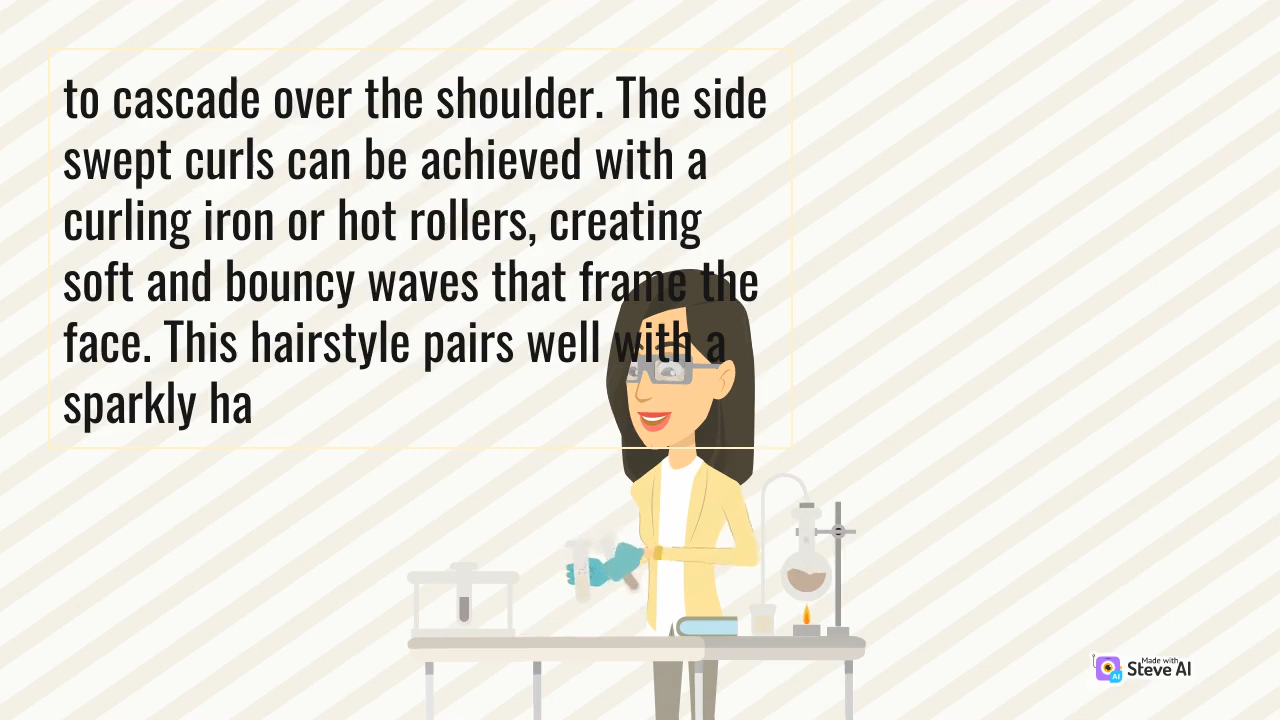 to cascade over the shoulder. The side
swept curls can be achieved with a
curling iron or hot rollers, creating
soft and bouncy waves that frame the
face. This hairstyle pairs well with a
sparkly ha
Made with
Steve AI
AI